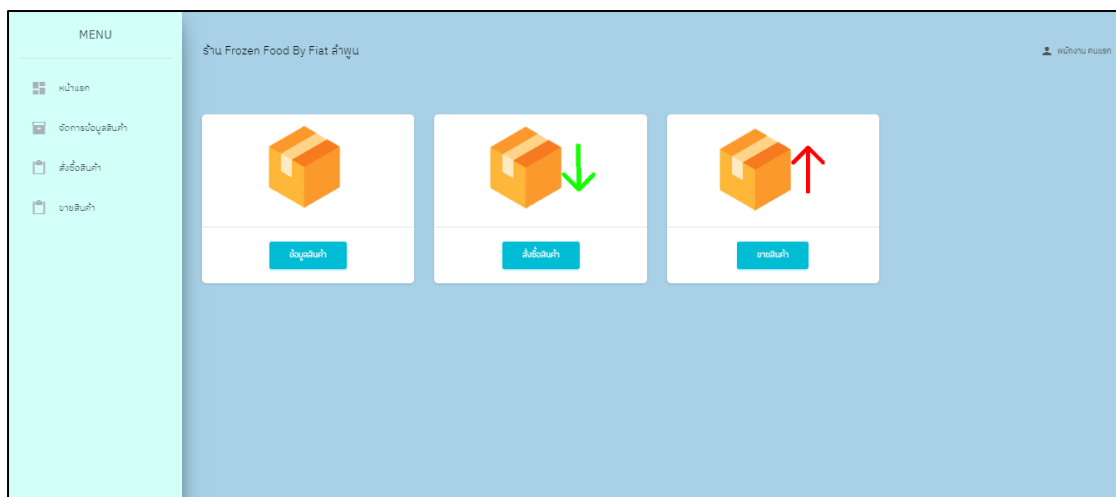 MENU
ร้าน Frozen Food By Fiat ลำพูน
พนักงาน คนแรก
หน้าแรก
จัดการข้อมูลสินค้า
สั่งซื้อสินค้า
ขายสินค้า
ข้อมูลสินค้า
สั่งซื้อสินค้า
ขายสินค้า